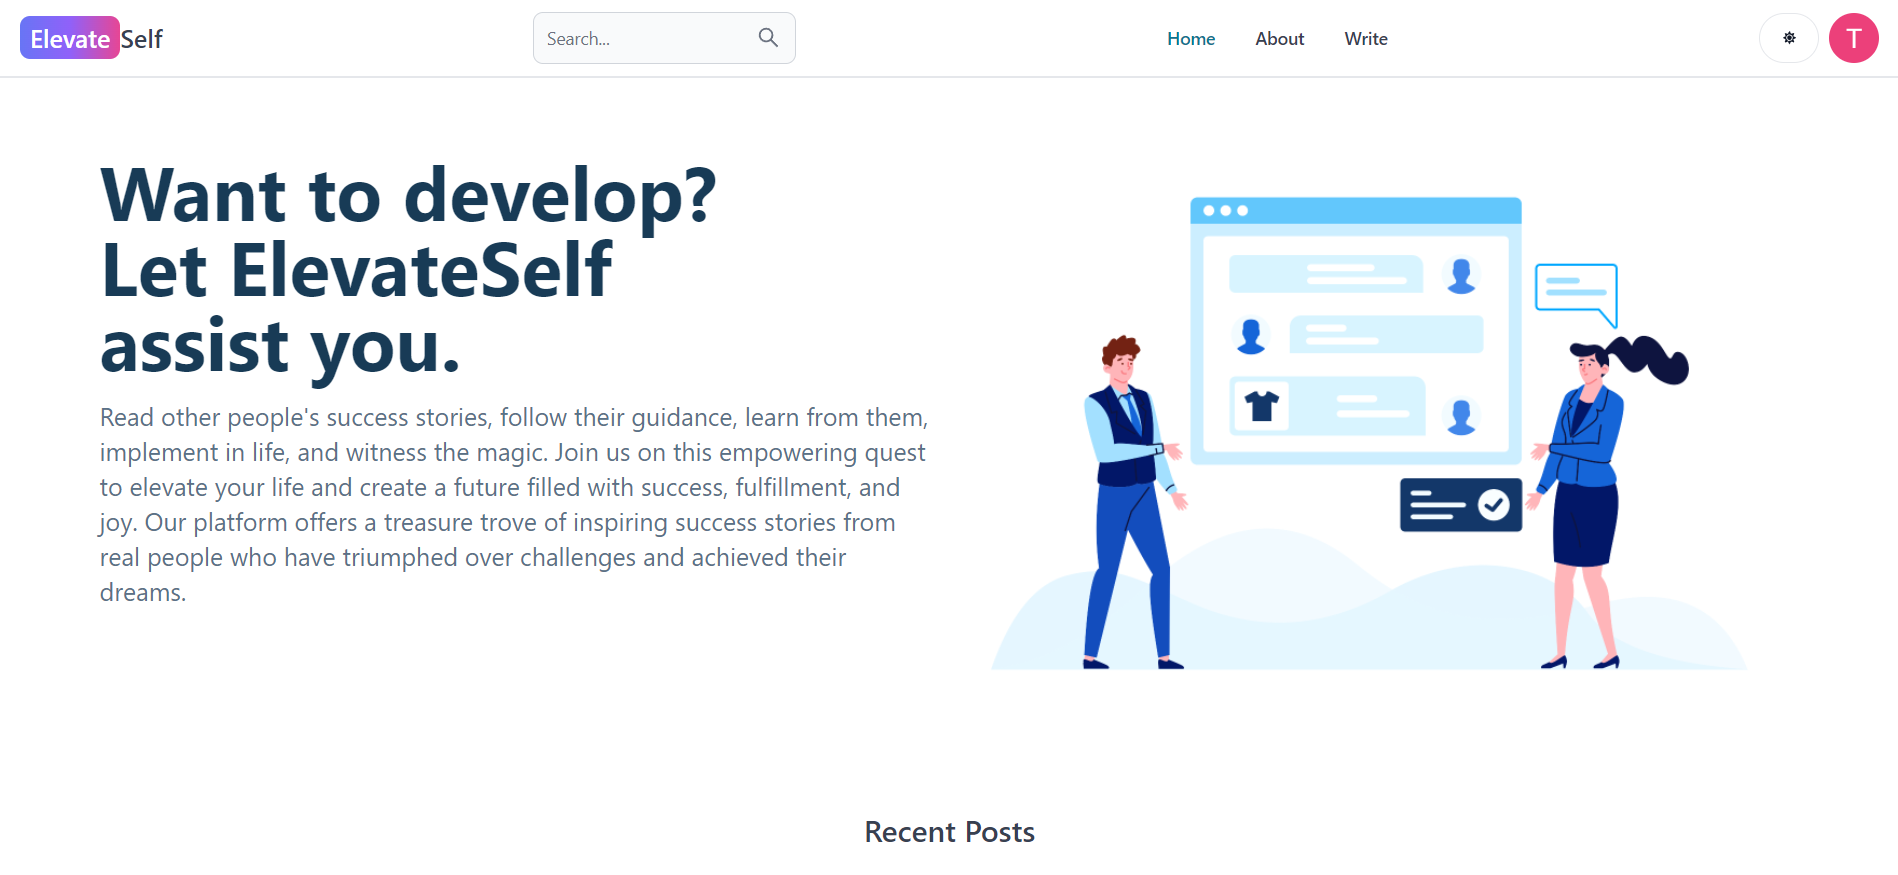 ElevateSelf
Search...
Home
About
Write
T
Want to develop?
Let ElevateSelf
assist you.
Read other people's success stories, follow their guidance, learn from them,
implement in life, and witness the magic. Join us on this empowering quest
to elevate your life and create a future filled with success, fulfillment, and
joy. Our platform offers a treasure trove of inspiring success stories from
real people who have triumphed over challenges and achieved their
dreams.
Recent Posts